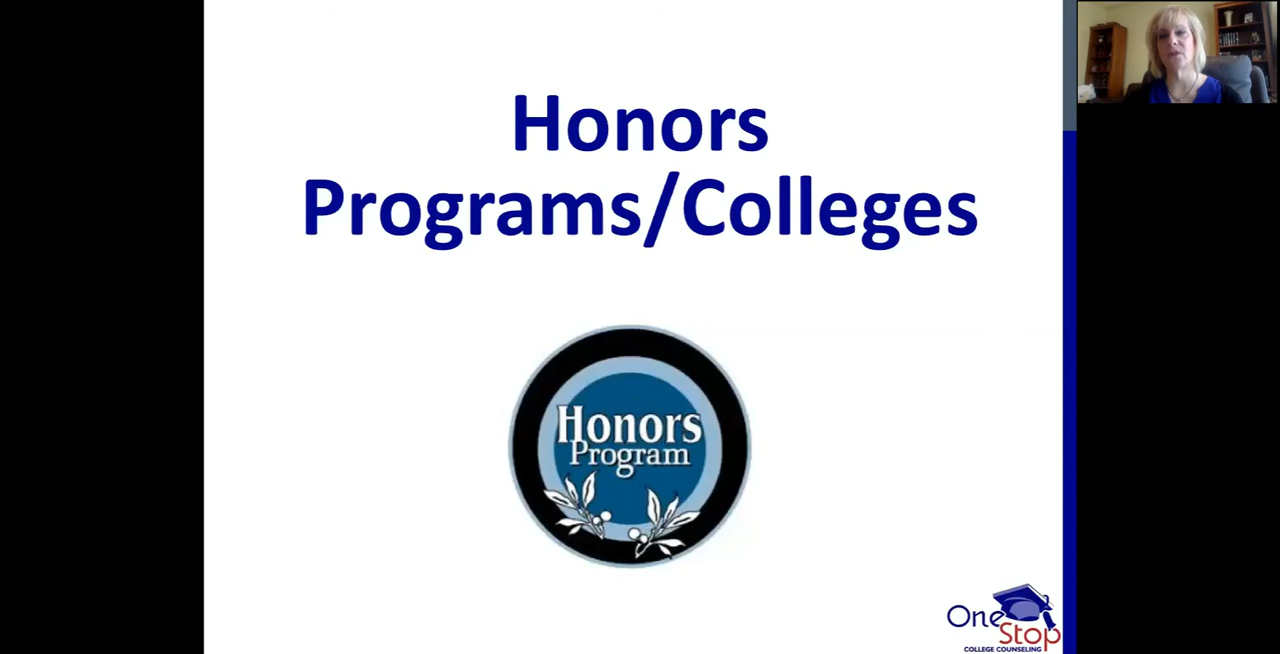 Honors
Programs/Colleges
Honors
Program
One
Stop
COLLEGE COUNSELING